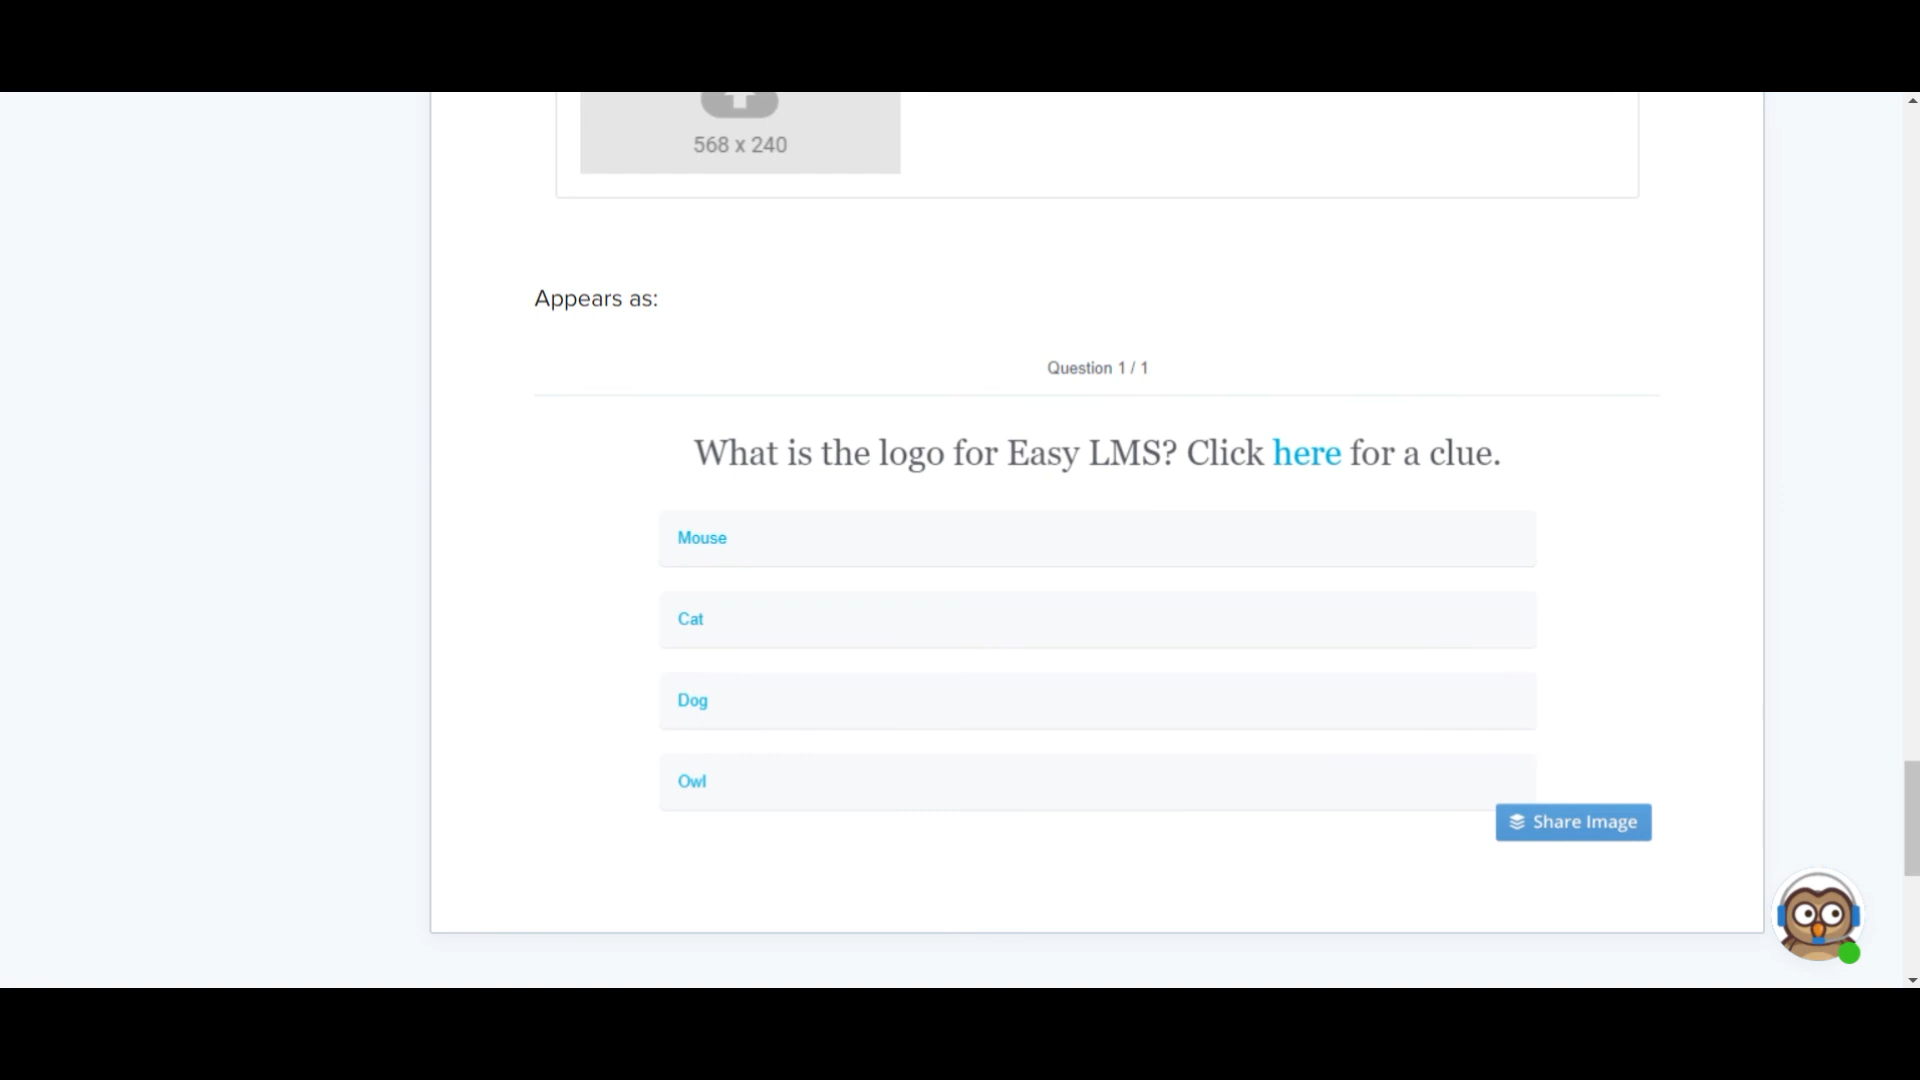 568 x 240
Appears as:
Question 1 / 1
What is the logo for Easy LMS? Click here for a clue.
Mouse
Cat
Dog
Owl
Share Image